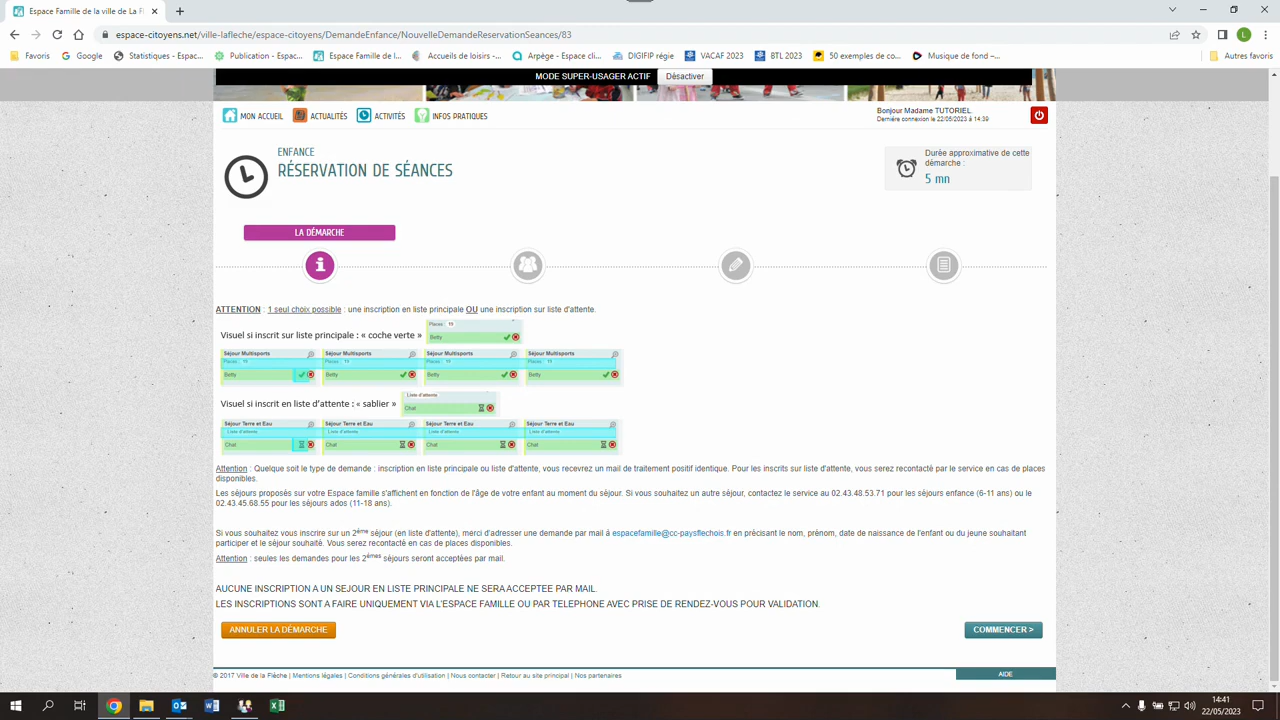 Espace Famille de la Ville de La Fl
espace-citoyens.net/ville-lafleche/espace-citoyens/DemandeEnfance/NouvelleDemandeReservationSeances/83
L
Favoris
Google
Statistiques - Espac...
Publication - Espac...
Espace Famille de l...
Accueils de loisirs -...
Arpège - Espace cli...
DIGIFIP régie
VACAF 2023
BTL 2023
50 exemples de co...
Musique de fond –...
Autres favoris
MODE SUPER-USAGER ACTIF Désactiver
MON ACCUEIL
ACTUALITÉS
ACTIVITÉS
INFOS PRATIQUES
Bonjour Madame TUTORIEL.
Dernière connexion le 22/05/2023 à 14:39
ENFANCE
RÉSERVATION DE SÉANCES
Durée approximative de cette
démarche :
5 mn
LA DÉMARCHE
ATTENTION : 1 seul choix possible : une inscription en liste principale OU une inscription sur liste d'attente.
Places 19
Visuel si inscrit sur liste principale : « coche verte »
Betty
Séjour Multisports Séjour Multisports Séjour Multisports Séjour Multisports
Places 19 Places 19 Places 19 Places 19
Betty Betty Betty Betty
Liste d'attente
Visuel si inscrit en liste d'attente : « sablier »
Chat
Séjour Terre et Eau Séjour Terre et Eau Séjour Terre et Eau Séjour Terre et Eau
Liste d'attente Liste d'attente Liste d'attente Liste d'attente
Chat Chat Chat Chat
Attention : Quelque soit le type de demande : inscription en liste principale ou liste d'attente, vous recevrez un mail de traitement positif identique. Pour les inscrits sur liste d'attente, vous serez recontacté par le service en cas de places
disponibles.
Les séjours proposés sur votre Espace famille s'affichent en fonction de l'âge de votre enfant au moment du séjour. Si vous souhaitez un autre séjour, contactez le service au 02.43.48.53.71 pour les séjours enfance (6-11 ans) ou le
02.43.45.68.55 pour les séjours ados (11-18 ans).
Si vous souhaitez vous inscrire sur un 2ème séjour (en liste d'attente), merci d'adresser une demande par mail à espacefamille@cc-paysflechois.fr en précisant le nom, prénom, date de naissance de l'enfant ou du jeune souhaitant
participer et le séjour souhaité. Vous serez recontacté en cas de places disponibles.
Attention : seules les demandes pour les 2èmes séjours seront acceptées par mail.
AUCUNE INSCRIPTION A UN SEJOUR EN LISTE PRINCIPALE NE SERA ACCEPTEE PAR MAIL.
LES INSCRIPTIONS SONT A FAIRE UNIQUEMENT VIA L'ESPACE FAMILLE OU PAR TELEPHONE AVEC PRISE DE RENDEZ-VOUS POUR VALIDATION.
ANNULER LA DÉMARCHE
COMMENCER >
© 2017 Ville de la Flèche | Mentions légales | Conditions générales d'utilisation | Nous contacter | Retour au site principal | Nos partenaires
AIDE
14:41
22/05/2023